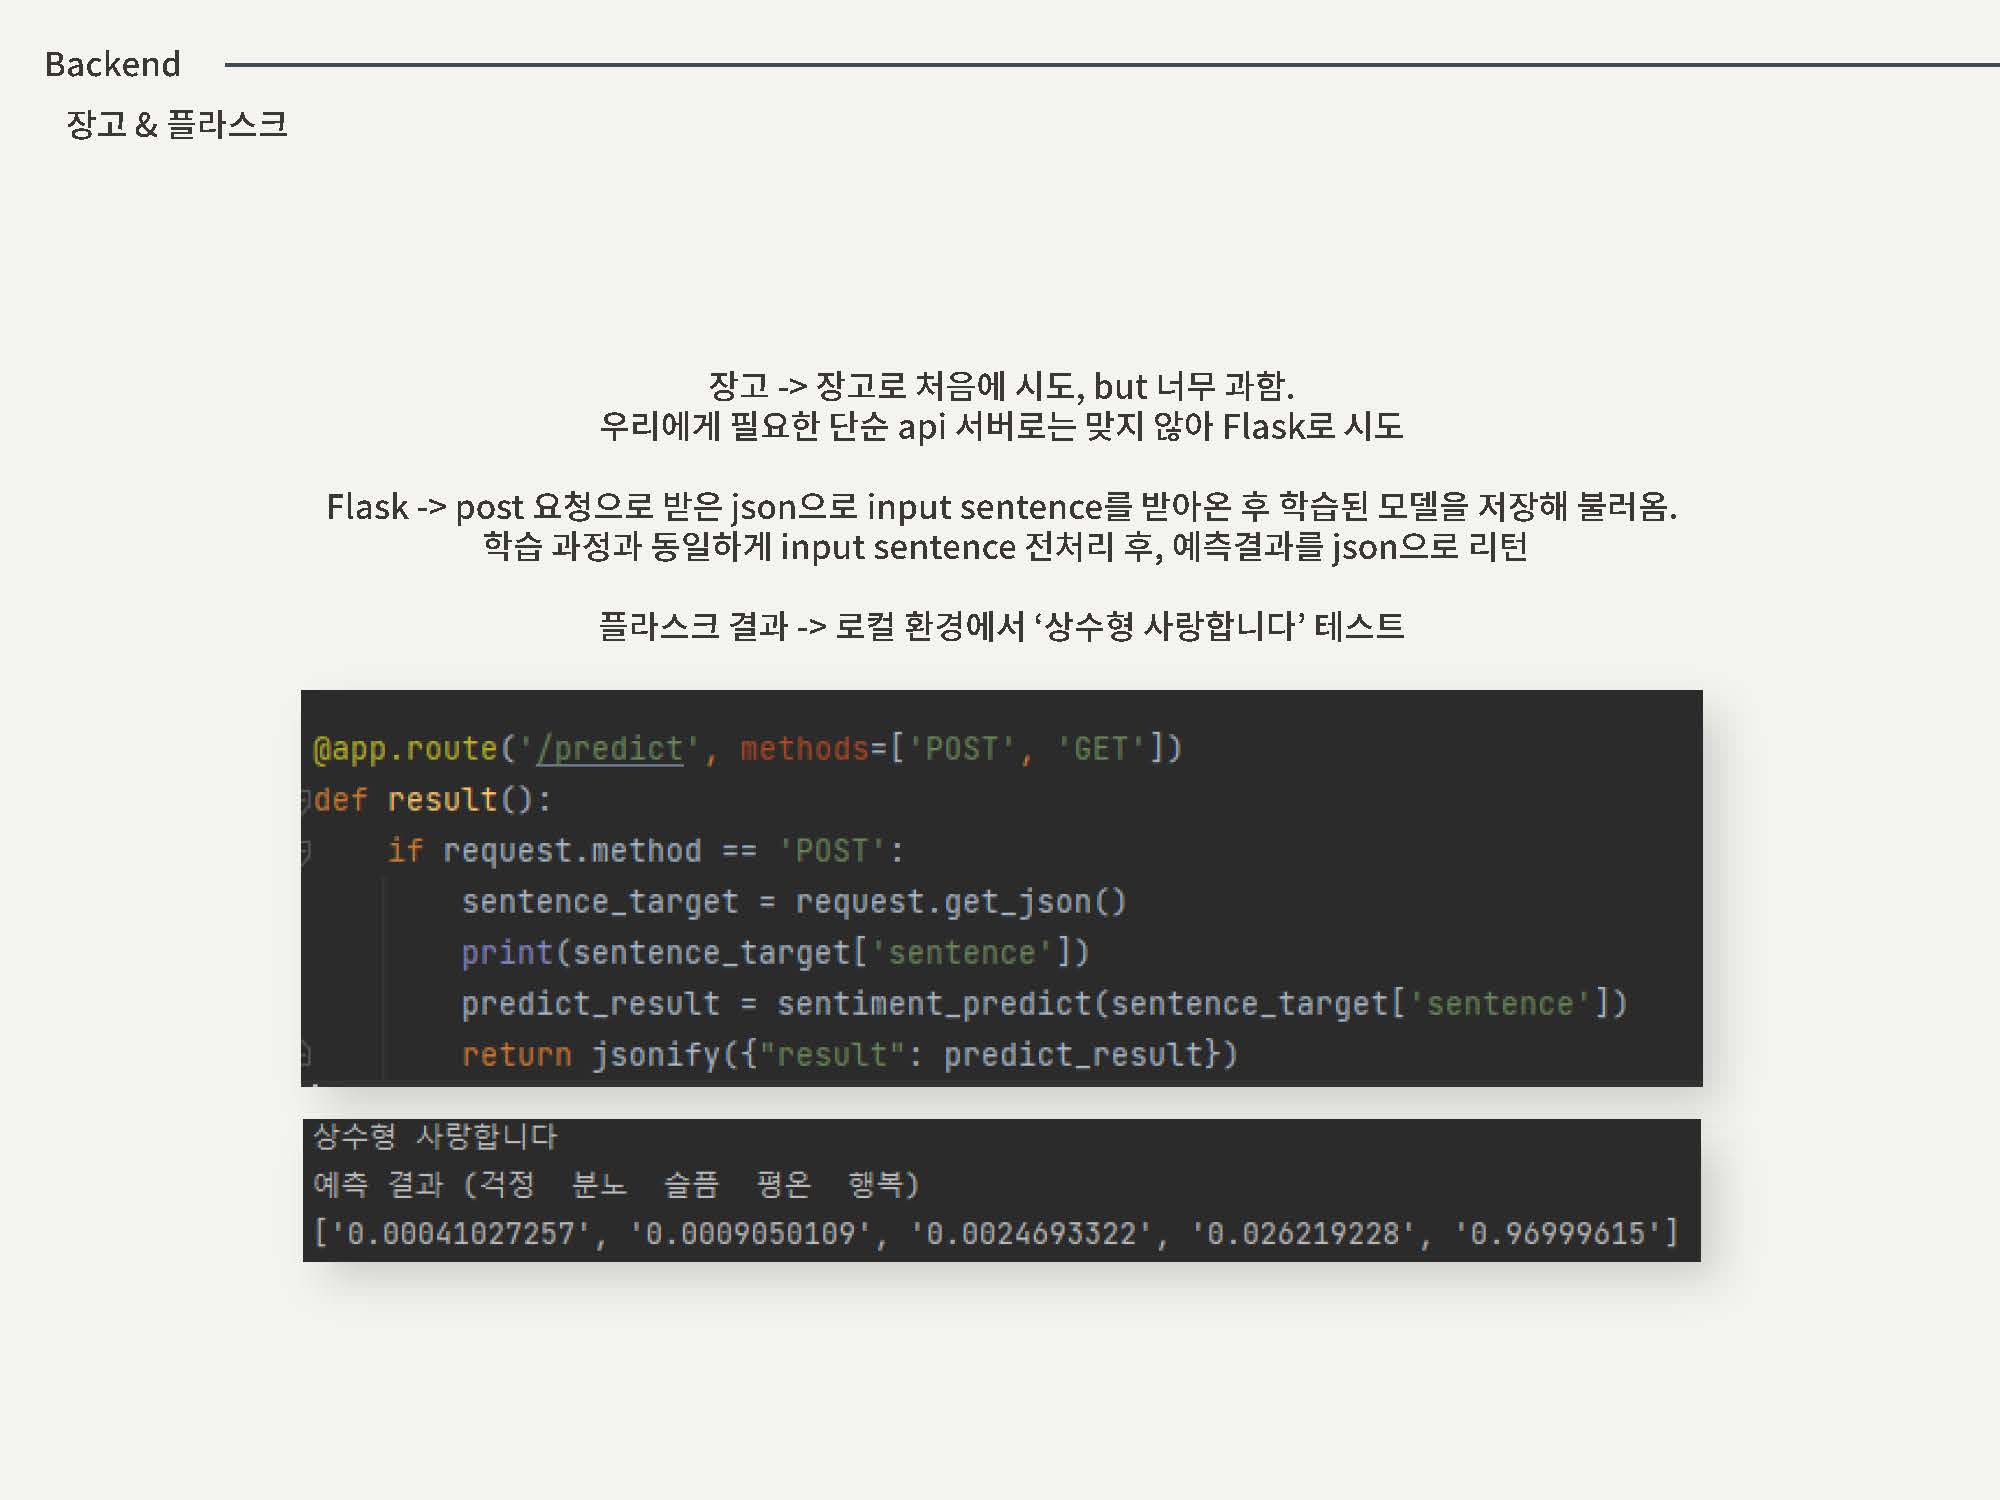 Backend
장고 & 플라스크
장고 -> 장고로 처음에 시도, but 너무 과함.
우리에게 필요한 단순 api 서버로는 맞지 않아 Flask로 시도
Flask -> post 요청으로 받은 json으로 input sentence를 받아온 후 학습된 모델을 저장해 불러옴.
학습 과정과 동일하게 input sentence 전처리 후, 예측결과를 json으로 리턴
플라스크 결과 -> 로컬 환경에서 ‘상수형 사랑합니다’ 테스트
@app.route('/predict', methods=['POST', 'GET'])
def result():
    if request.method == 'POST':
        sentence_target = request.get_json()
        print(sentence_target['sentence'])
        predict_result = sentiment_predict(sentence_target['sentence'])
        return jsonify({"result": predict_result})
상수형 사랑합니다
예측 결과 (걱정  분노  슬픔  평온  행복)
['0.00041027257', '0.0009050109', '0.0024693322', '0.026219228', '0.96999615']